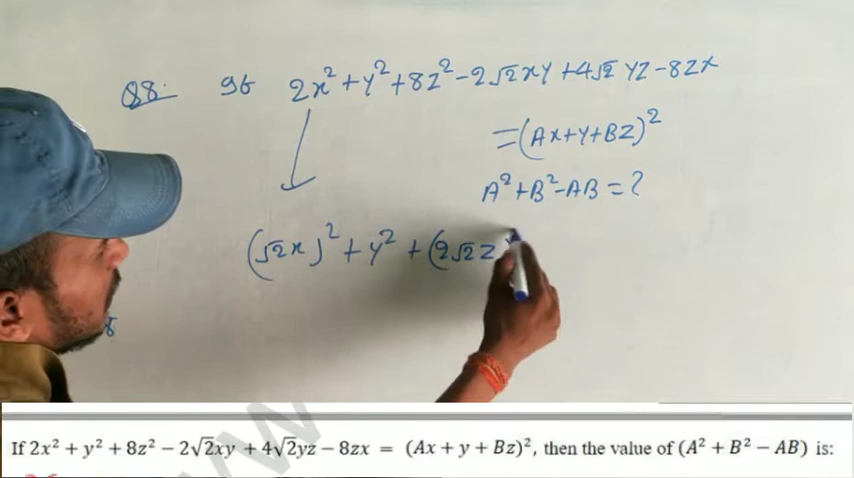 Q8. If 2x² + y² + 8z² - 2√2xy + 4√2 yz - 8zx
= (Ax + y + Bz)²
A² + B² - AB = ?
(√2x)² + y² + (2√2z
If 2x² + y² + 8z² − 2√2xy + 4√2yz − 8zx = (Ax + y + Bz)², then the value of (A² + B² − AB) is: